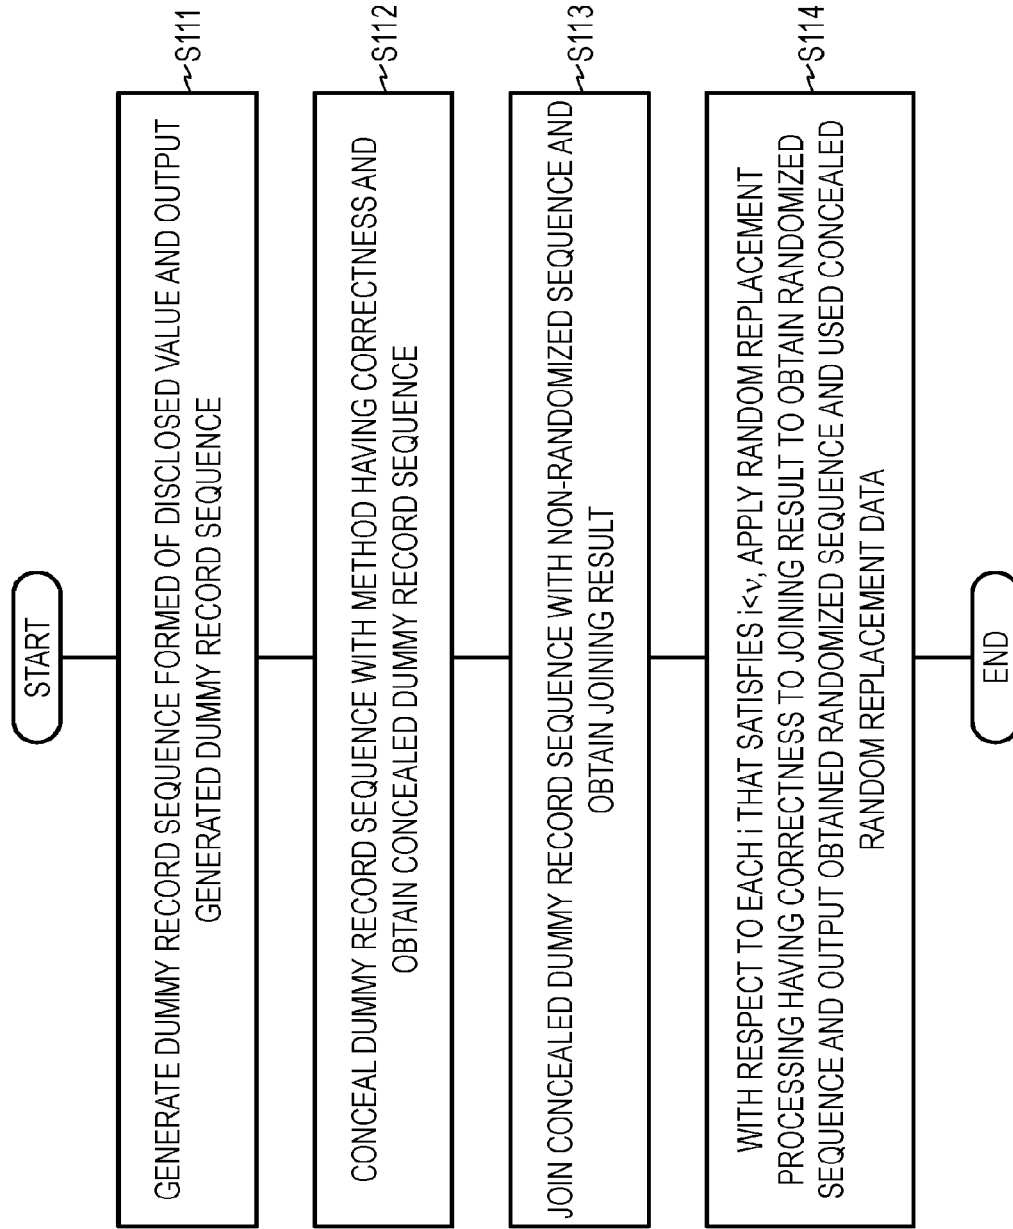 START
GENERATE DUMMY RECORD SEQUENCE FORMED OF DISCLOSED VALUE AND OUTPUT
GENERATED DUMMY RECORD SEQUENCE
S111
CONCEAL DUMMY RECORD SEQUENCE WITH METHOD HAVING CORRECTNESS AND
OBTAIN CONCEALED DUMMY RECORD SEQUENCE
S112
JOIN CONCEALED DUMMY RECORD SEQUENCE WITH NON-RANDOMIZED SEQUENCE AND
OBTAIN JOINING RESULT
S113
WITH RESPECT TO EACH i THAT SATISFIES i<ν, APPLY RANDOM REPLACEMENT
PROCESSING HAVING CORRECTNESS TO JOINING RESULT TO OBTAIN RANDOMIZED
SEQUENCE AND OUTPUT OBTAINED RANDOMIZED SEQUENCE AND USED CONCEALED
RANDOM REPLACEMENT DATA
S114
END